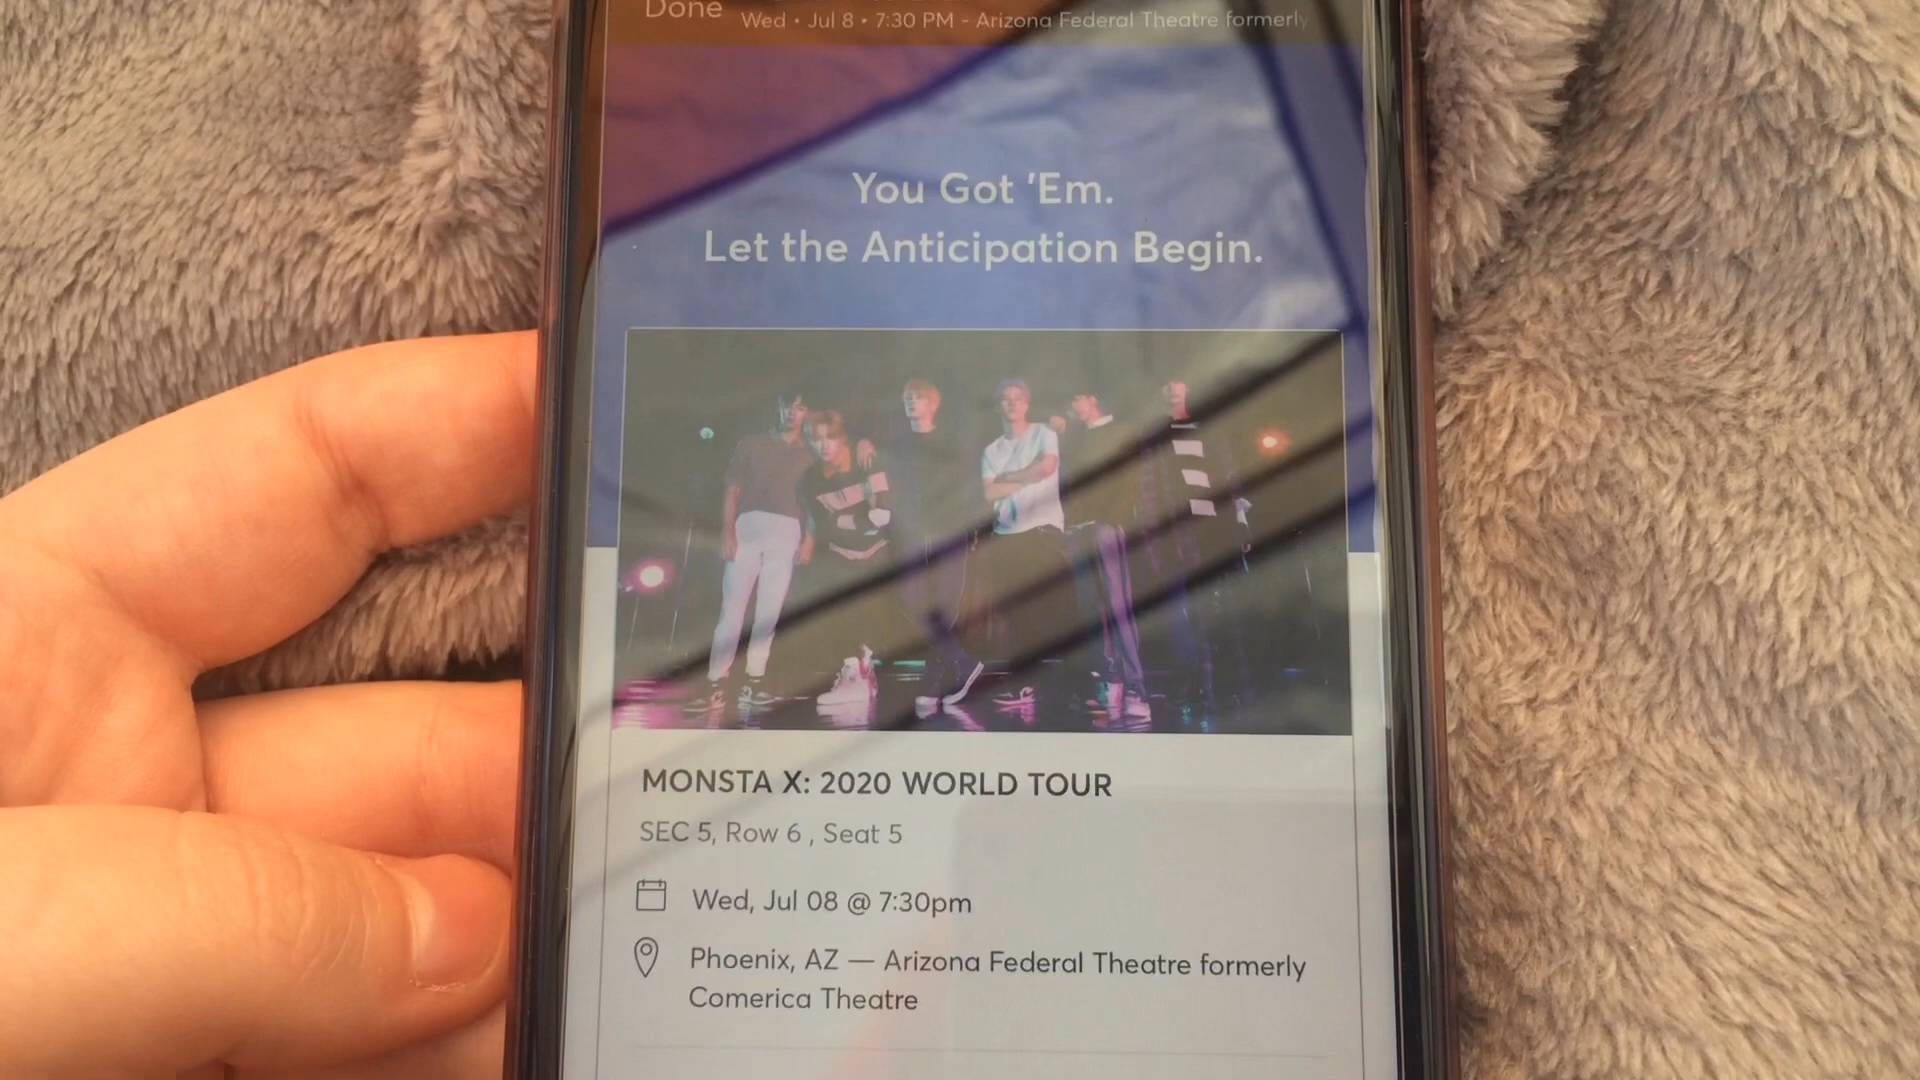 Done
Wed • Jul 8 • 7:30 PM - Arizona Federal Theatre formerly
You Got 'Em.
Let the Anticipation Begin.
MONSTA X: 2020 WORLD TOUR
SEC 5, Row 6 , Seat 5
Wed, Jul 08 @ 7:30pm
Phoenix, AZ — Arizona Federal Theatre formerly
Comerica Theatre